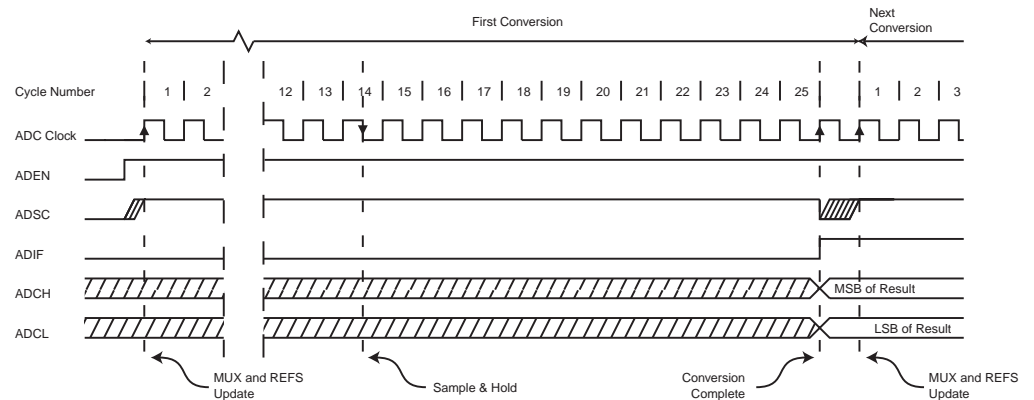 First Conversion
Next
Conversion
Cycle Number 1 2 12 13 14 15 16 17 18 19 20 21 22 23 24 25 1 2 3
ADC Clock
ADEN
ADSC
ADIF
ADCH MSB of Result
ADCL LSB of Result
MUX and REFS
Update
Sample & Hold
Conversion
Complete
MUX and REFS
Update